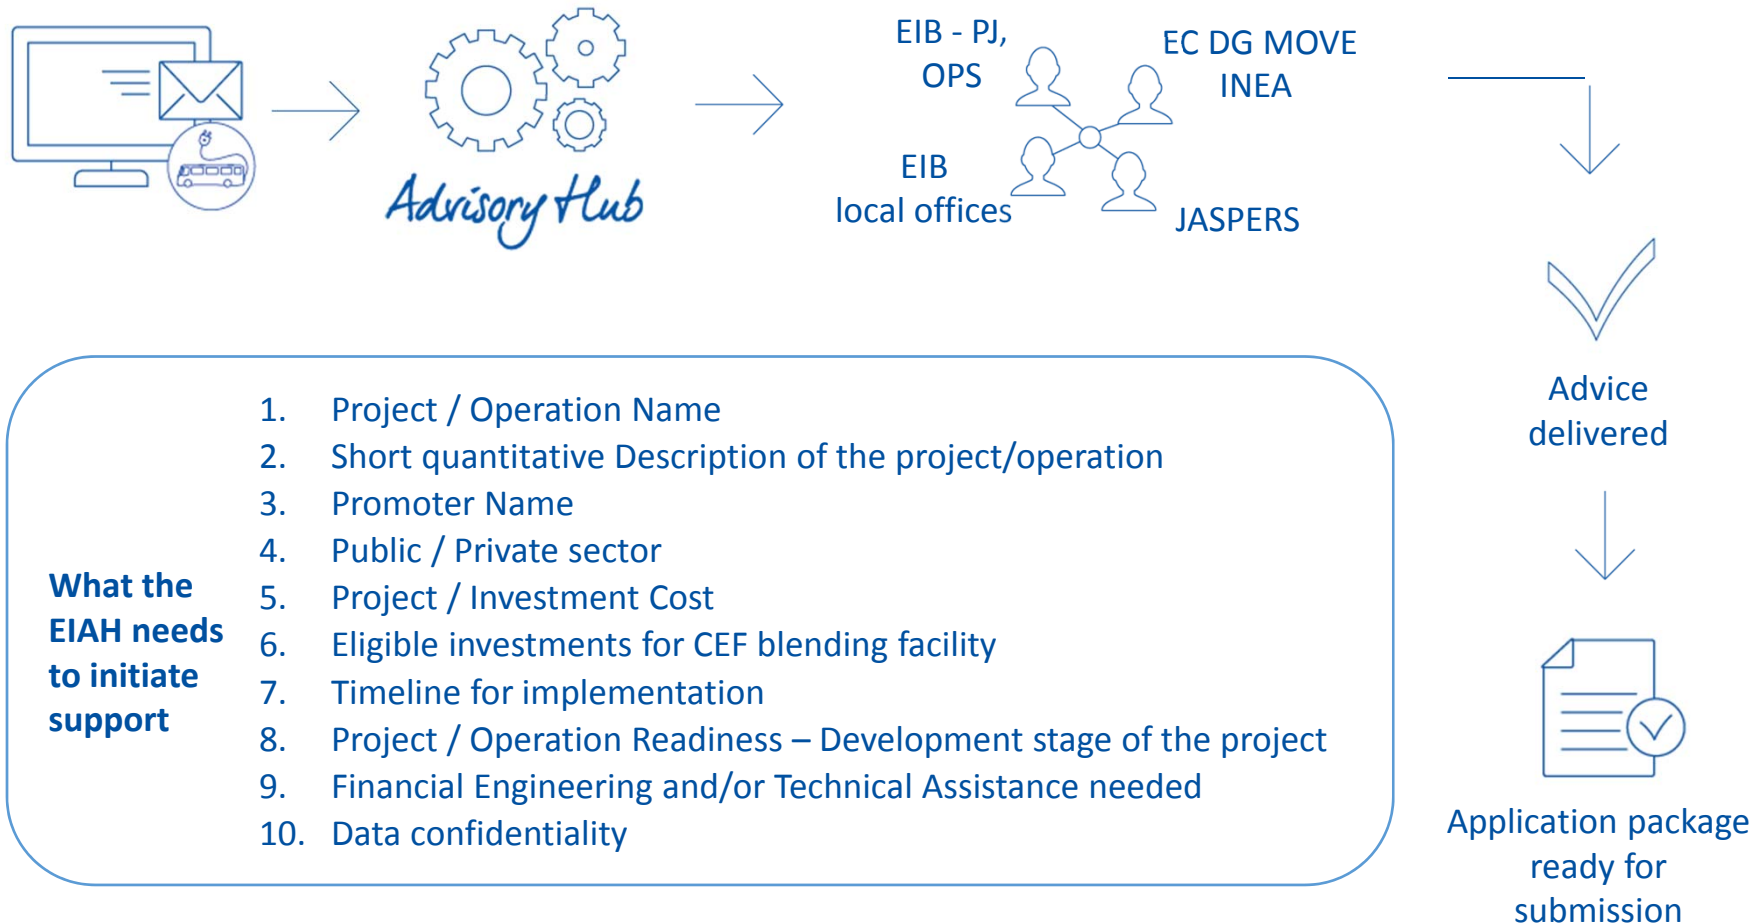 EIB - PJ,
OPS
EC DG MOVE
INEA
Advisory Hub
EIB
local offices
JASPERS
Advice
delivered
What the
EIAH needs
to initiate
support
1. Project / Operation Name
2. Short quantitative Description of the project/operation
3. Promoter Name
4. Public / Private sector
5. Project / Investment Cost
6. Eligible investments for CEF blending facility
7. Timeline for implementation
8. Project / Operation Readiness – Development stage of the project
9. Financial Engineering and/or Technical Assistance needed
10. Data confidentiality
Application package
ready for
submission